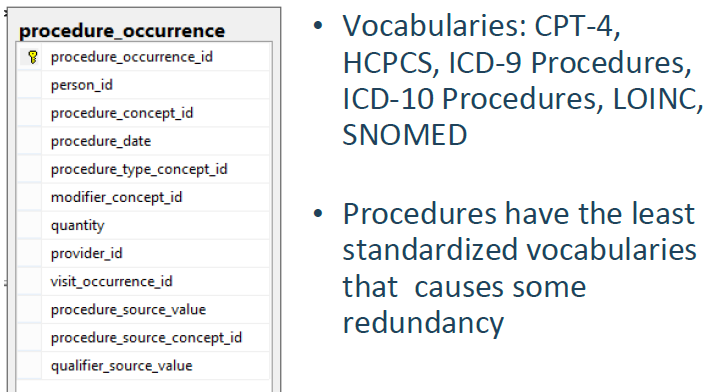 procedure_occurrence
procedure_occurrence_id
person_id
procedure_concept_id
procedure_date
procedure_type_concept_id
modifier_concept_id
quantity
provider_id
visit_occurrence_id
procedure_source_value
procedure_source_concept_id
qualifier_source_value
• Vocabularies: CPT-4,
HCPCS, ICD-9 Procedures,
ICD-10 Procedures, LOINC,
SNOMED
• Procedures have the least
standardized vocabularies
that causes some
redundancy